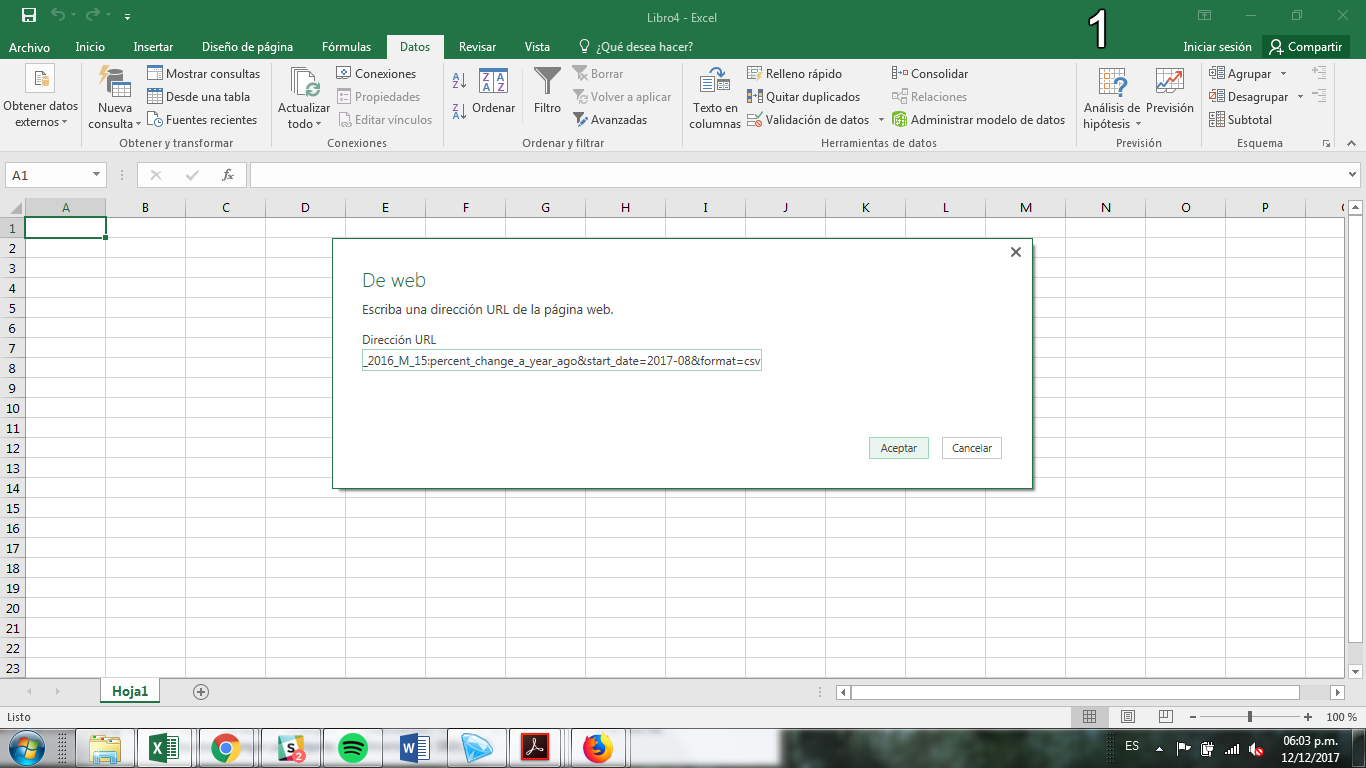 Libro4 - Excel
1
Archivo Inicio Insertar Diseño de página Fórmulas Datos Revisar Vista ¿Qué desea hacer? Iniciar sesión Compartir
Obtener datos externos
Nueva consulta
Mostrar consultas
Desde una tabla
Fuentes recientes
Obtener y transformar
Actualizar todo
Conexiones
Propiedades
Editar vínculos
Conexiones
A Z
Z A
Z A A Z
Ordenar
Filtro
Borrar
Volver a aplicar
Avanzadas
Ordenar y filtrar
Texto en columnas
Relleno rápido
Quitar duplicados
Validación de datos
Consolidar
Relaciones
Administrar modelo de datos
Herramientas de datos
Análisis de hipótesis
Previsión
Previsión
Agrupar
Desagrupar
Subtotal
Esquema
A1
fx
A B C D E F G H I J K L M N O P
1
2
3
4
5
6
7
8
9
10
11
12
13
14
15
16
17
18
19
20
21
22
23
De web
Escriba una dirección URL de la página web.
Dirección URL
_2016_M_15:percent_change_a_year_ago&start_date=2017-08&format=csv
Aceptar Cancelar
Hoja1
Listo
100 %
ES
06:03 p.m.
12/12/2017